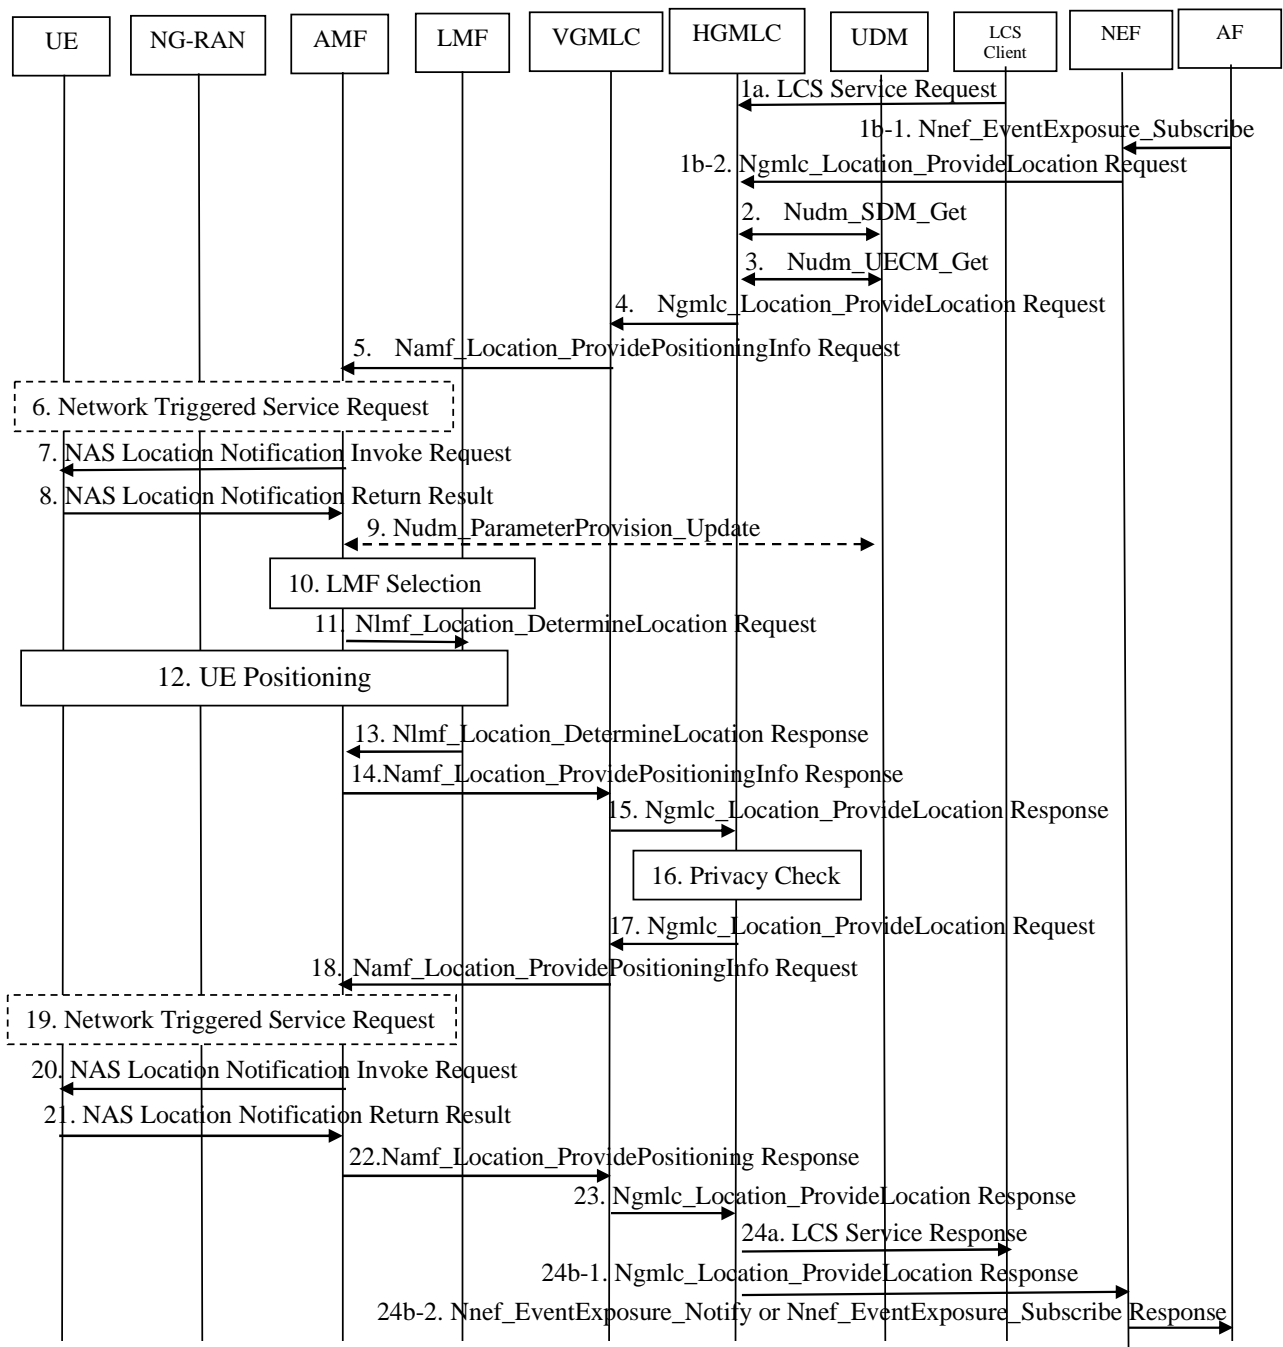 UE
NG-RAN
AMF
LMF
VGMLC
HGMLC
UDM
LCS
Client
NEF
AF
1a. LCS Service Request
1b-1. Nnef_EventExposure_Subscribe
1b-2. Ngmlc_Location_ProvideLocation Request
2. Nudm_SDM_Get
3. Nudm_UECM_Get
4. Ngmlc_Location_ProvideLocation Request
5. Namf_Location_ProvidePositioningInfo Request
6. Network Triggered Service Request
7. NAS Location Notification Invoke Request
8. NAS Location Notification Return Result
9. Nudm_ParameterProvision_Update
10. LMF Selection
11. Nlmf_Location_DetermineLocation Request
12. UE Positioning
13. Nlmf_Location_DetermineLocation Response
14.Namf_Location_ProvidePositioningInfo Response
15. Ngmlc_Location_ProvideLocation Response
16. Privacy Check
17. Ngmlc_Location_ProvideLocation Request
18. Namf_Location_ProvidePositioningInfo Request
19. Network Triggered Service Request
20. NAS Location Notification Invoke Request
21. NAS Location Notification Return Result
22.Namf_Location_ProvidePositioning Response
23. Ngmlc_Location_ProvideLocation Response
24a. LCS Service Response
24b-1. Ngmlc_Location_ProvideLocation Response
24b-2. Nnef_EventExposure_Notify or Nnef_EventExposure_Subscribe Response